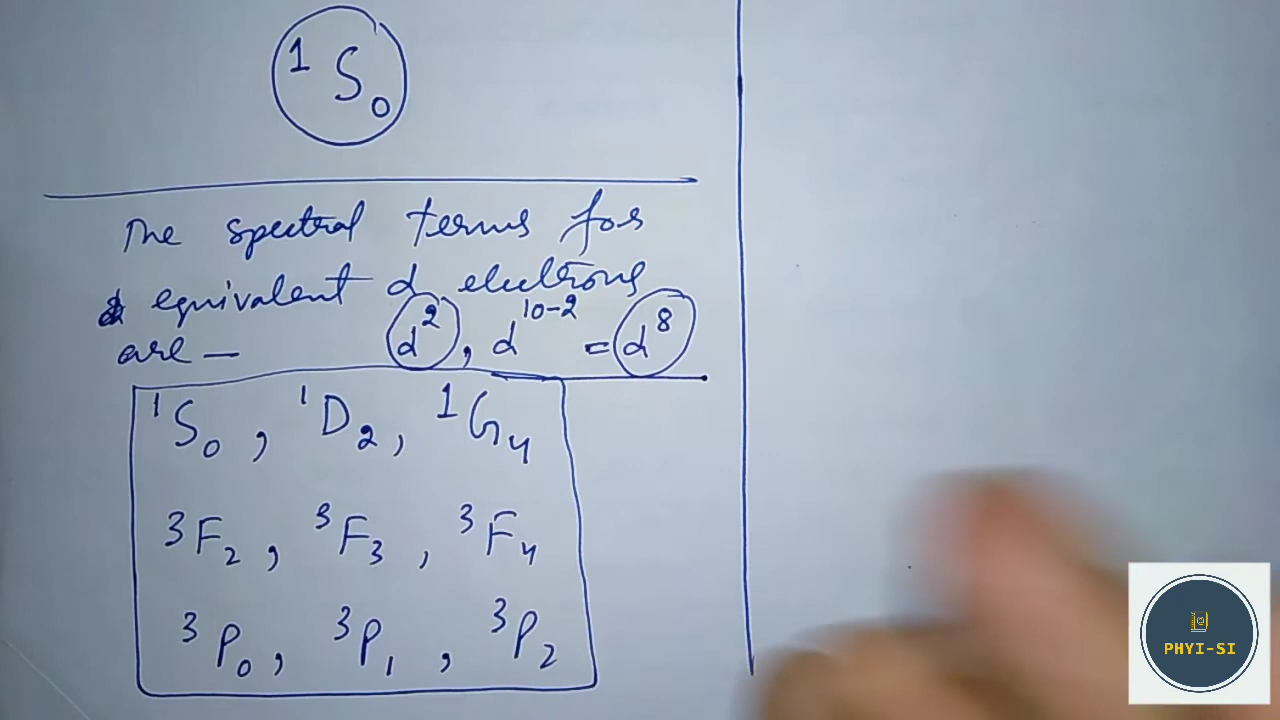 ¹S₀
The spectral terms for
equivalent d electrons
are — d², d¹⁰⁻² = d⁸
¹S₀, ¹D₂, ¹G₄
³F₂, ³F₃, ³F₄
³P₀, ³P₁, ³P₂
PHYI-SI